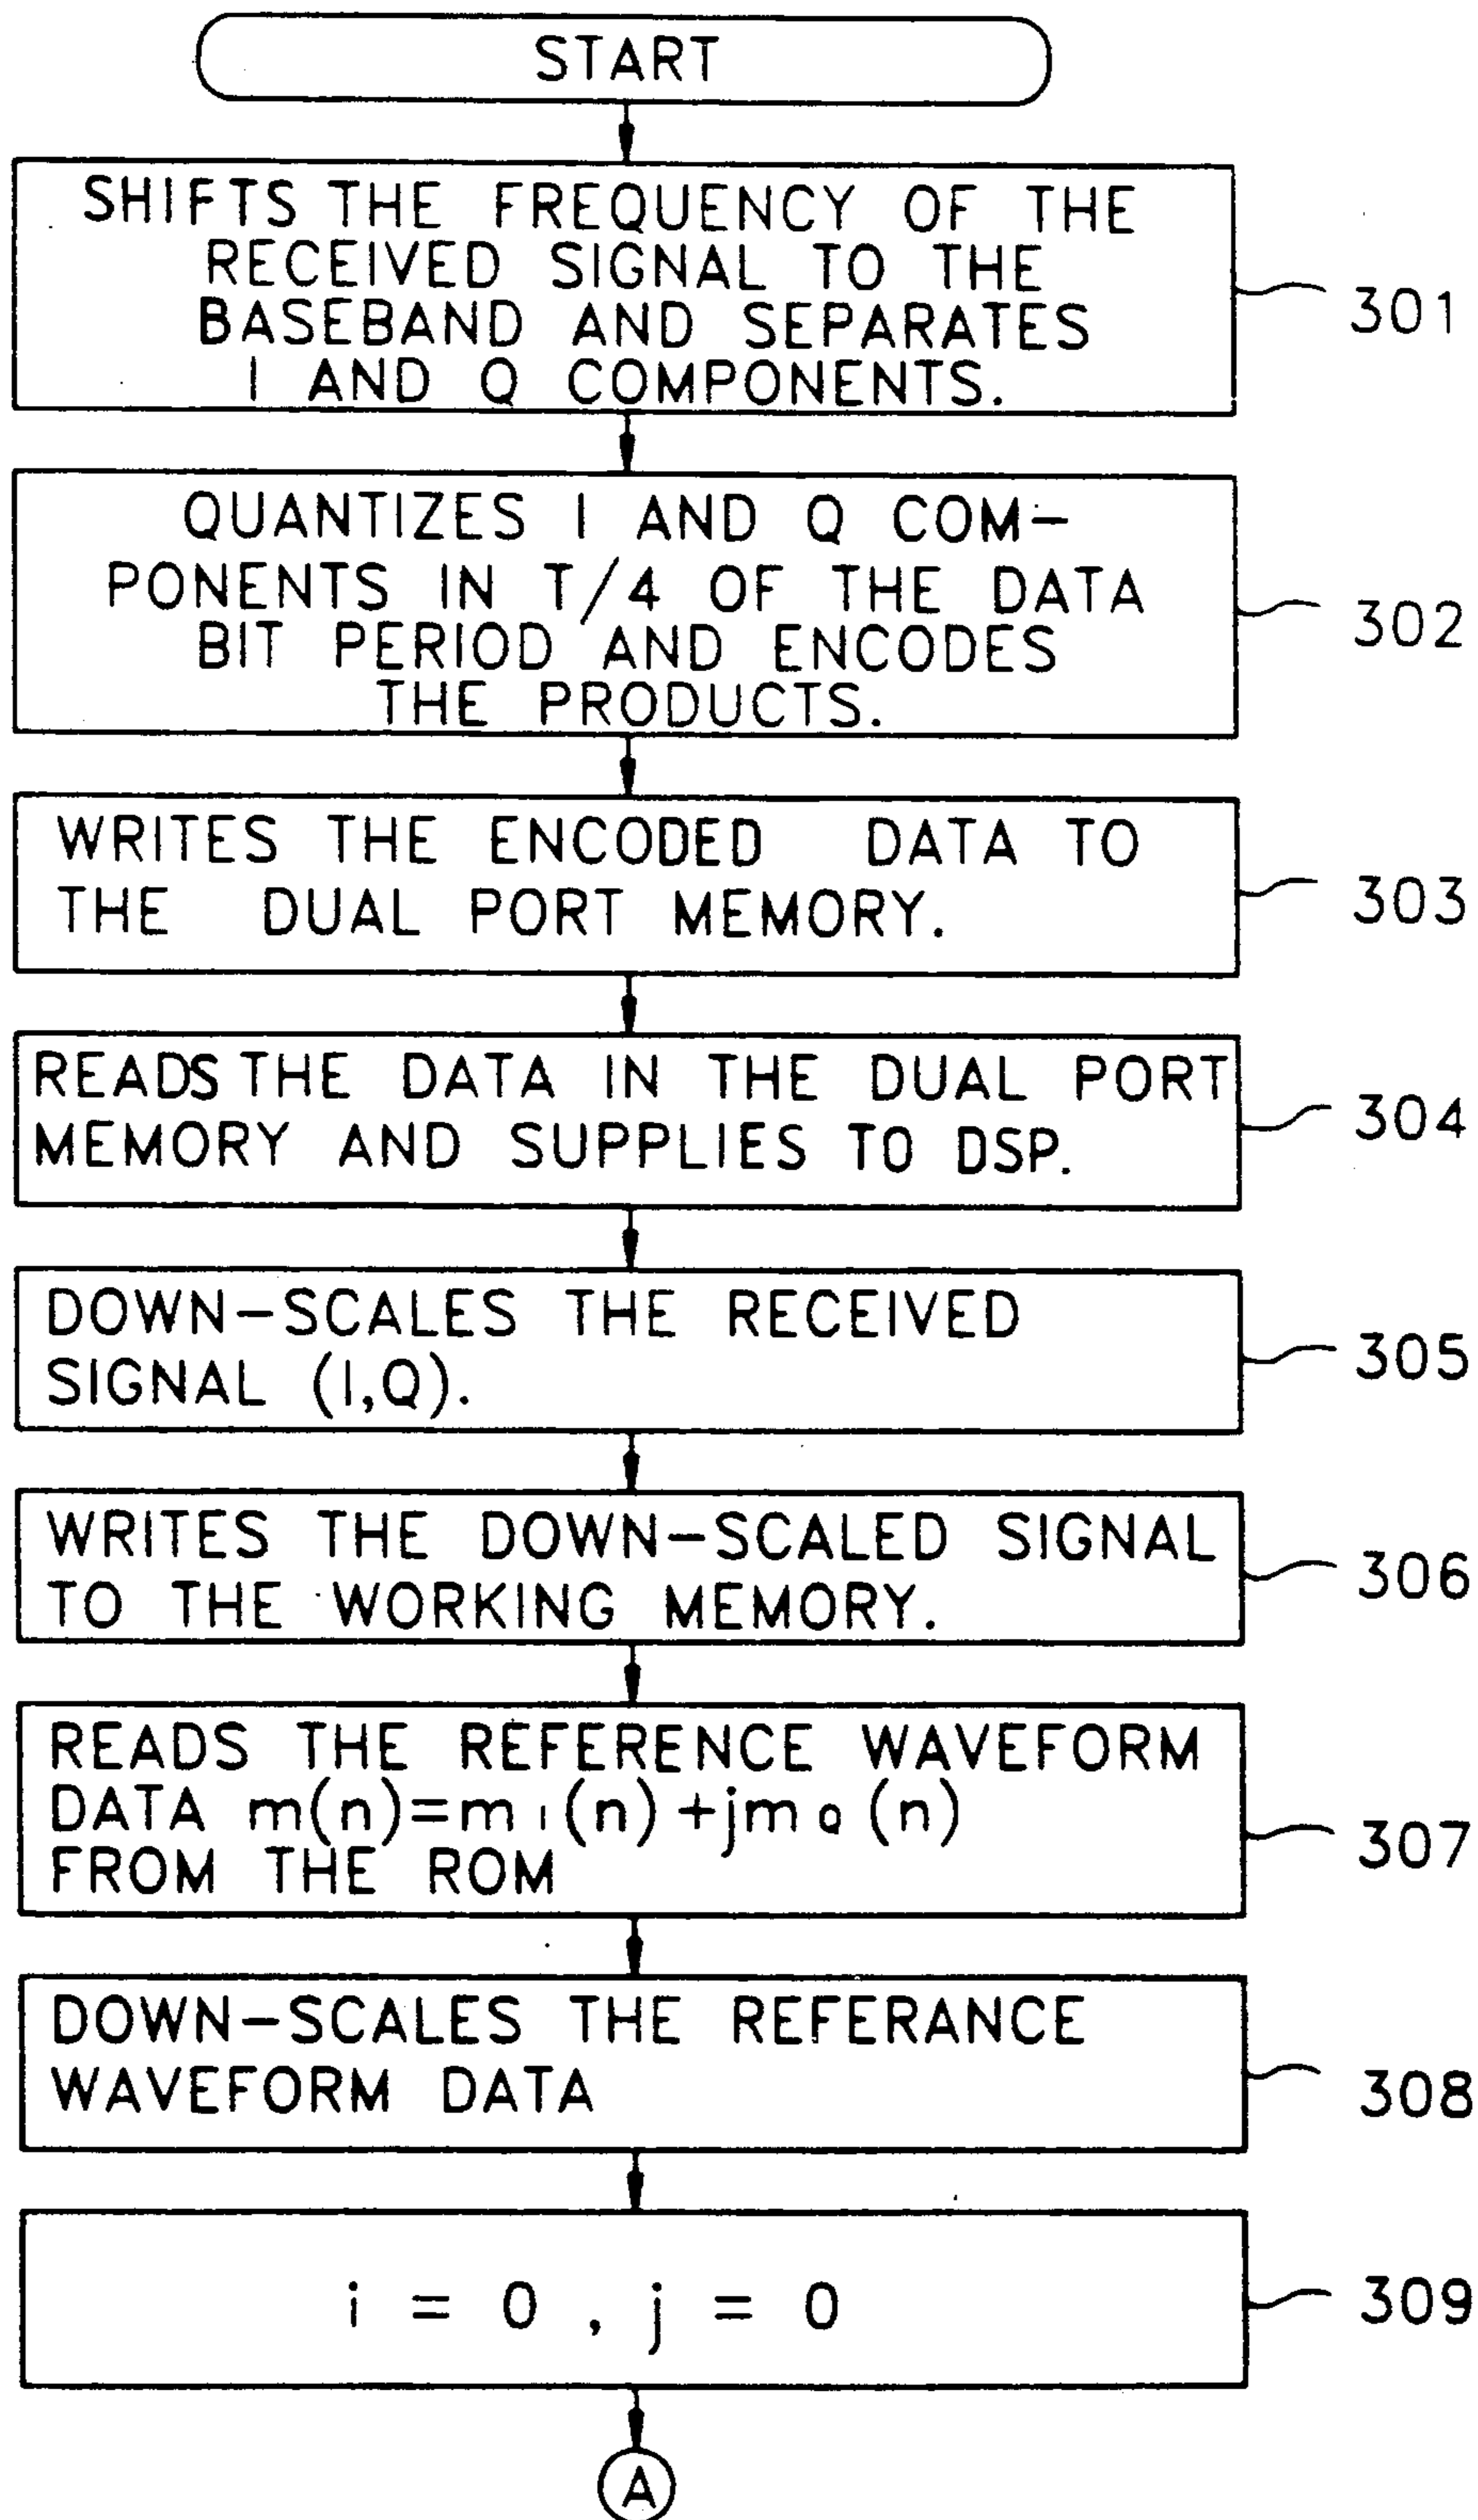 START
SHIFTS THE FREQUENCY OF THE
RECEIVED SIGNAL TO THE
BASEBAND AND SEPARATES
I AND Q COMPONENTS.
301
QUANTIZES I AND Q COM-
PONENTS IN T/4 OF THE DATA
BIT PERIOD AND ENCODES
THE PRODUCTS.
302
WRITES THE ENCODED DATA TO
THE DUAL PORT MEMORY.
303
READS THE DATA IN THE DUAL PORT
MEMORY AND SUPPLIES TO DSP.
304
DOWN-SCALES THE RECEIVED
SIGNAL (I,Q).
305
WRITES THE DOWN-SCALED SIGNAL
TO THE WORKING MEMORY.
306
READS THE REFERENCE WAVEFORM
DATA m(n)=m I (n)+jm Q (n)
FROM THE ROM
307
DOWN-SCALES THE REFERANCE
WAVEFORM DATA
308
i = 0 , j = 0
309
A